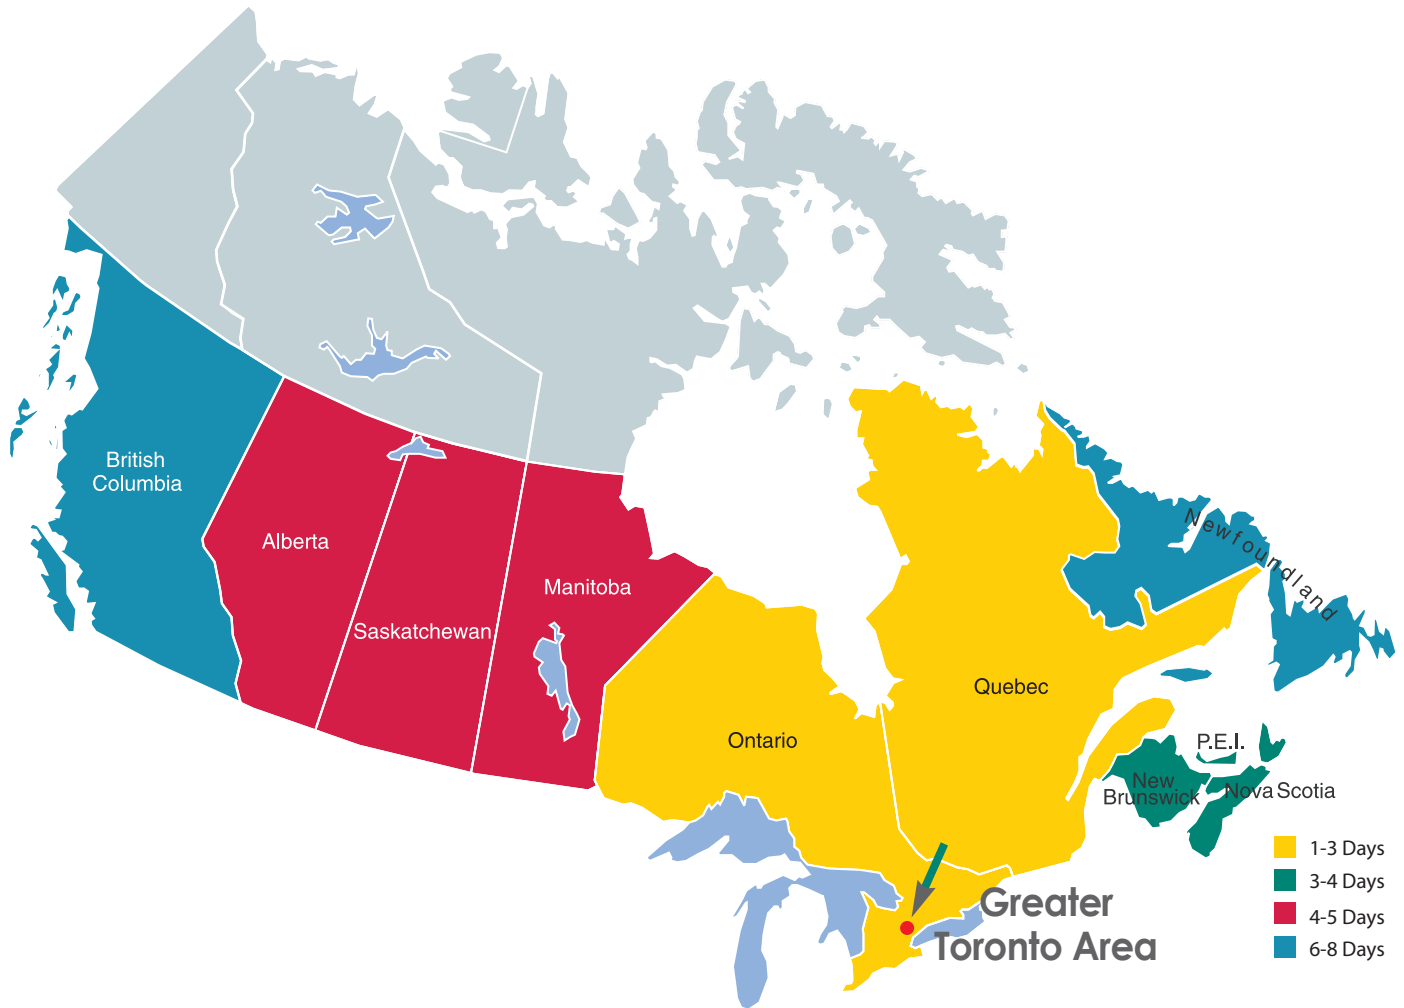 British
Columbia
Alberta
Saskatchewan
Manitoba
Ontario
Quebec
Newfoundland
P.E.I.
New
Brunswick
Nova Scotia
1-3 Days
3-4 Days
4-5 Days
6-8 Days
Greater
Toronto Area